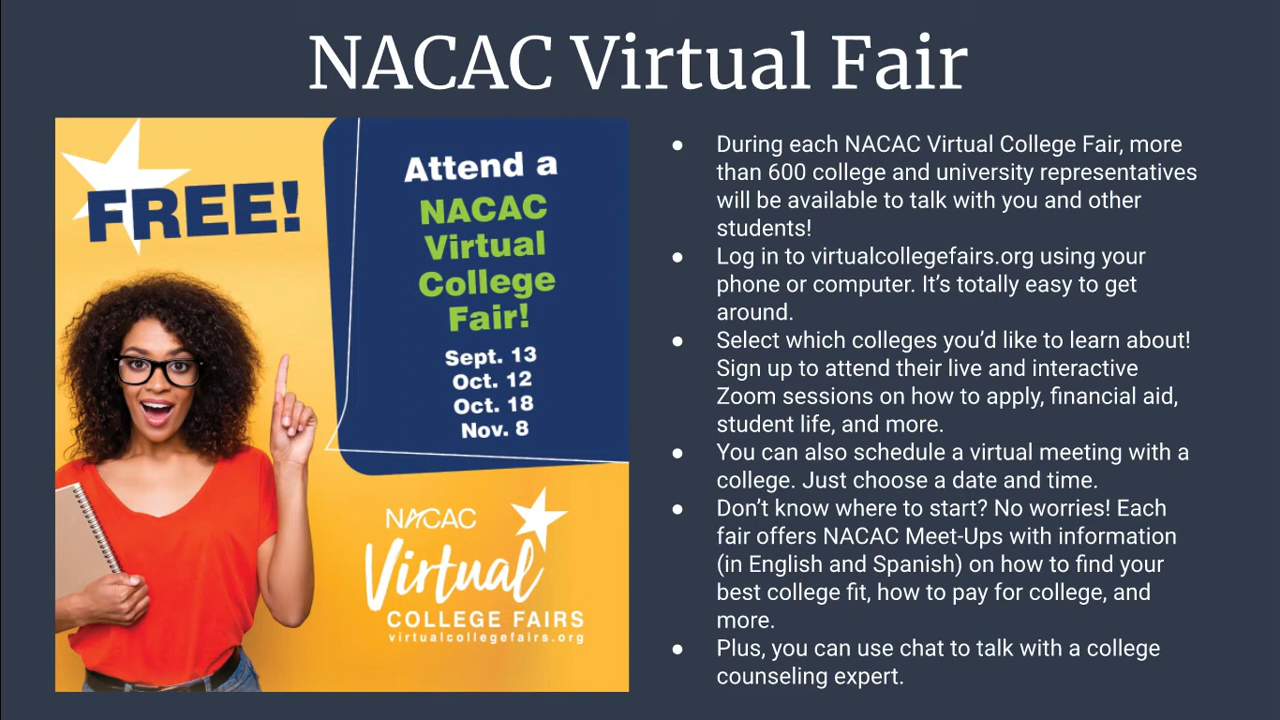 NACAC Virtual Fair
FREE!
Attend a
NACAC
Virtual
College
Fair!
Sept. 13
Oct. 12
Oct. 18
Nov. 8
NACAC
Virtual
COLLEGE FAIRS
virtualcollegefairs.org
● During each NACAC Virtual College Fair, more
than 600 college and university representatives
will be available to talk with you and other
students!
● Log in to virtualcollegefairs.org using your
phone or computer. It’s totally easy to get
around.
● Select which colleges you’d like to learn about!
Sign up to attend their live and interactive
Zoom sessions on how to apply, financial aid,
student life, and more.
● You can also schedule a virtual meeting with a
college. Just choose a date and time.
● Don’t know where to start? No worries! Each
fair offers NACAC Meet-Ups with information
(in English and Spanish) on how to find your
best college fit, how to pay for college, and
more.
● Plus, you can use chat to talk with a college
counseling expert.